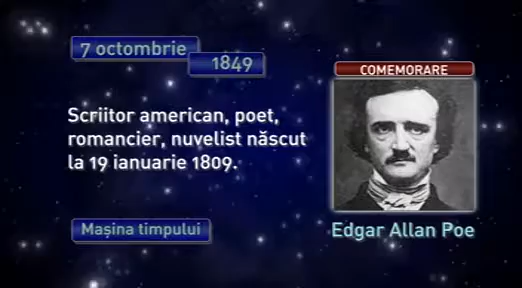 7 octombrie
1849
COMEMORARE
Scriitor american, poet,
romancier, nuvelist născut
la 19 ianuarie 1809.
Mașina timpului
Edgar Allan Poe